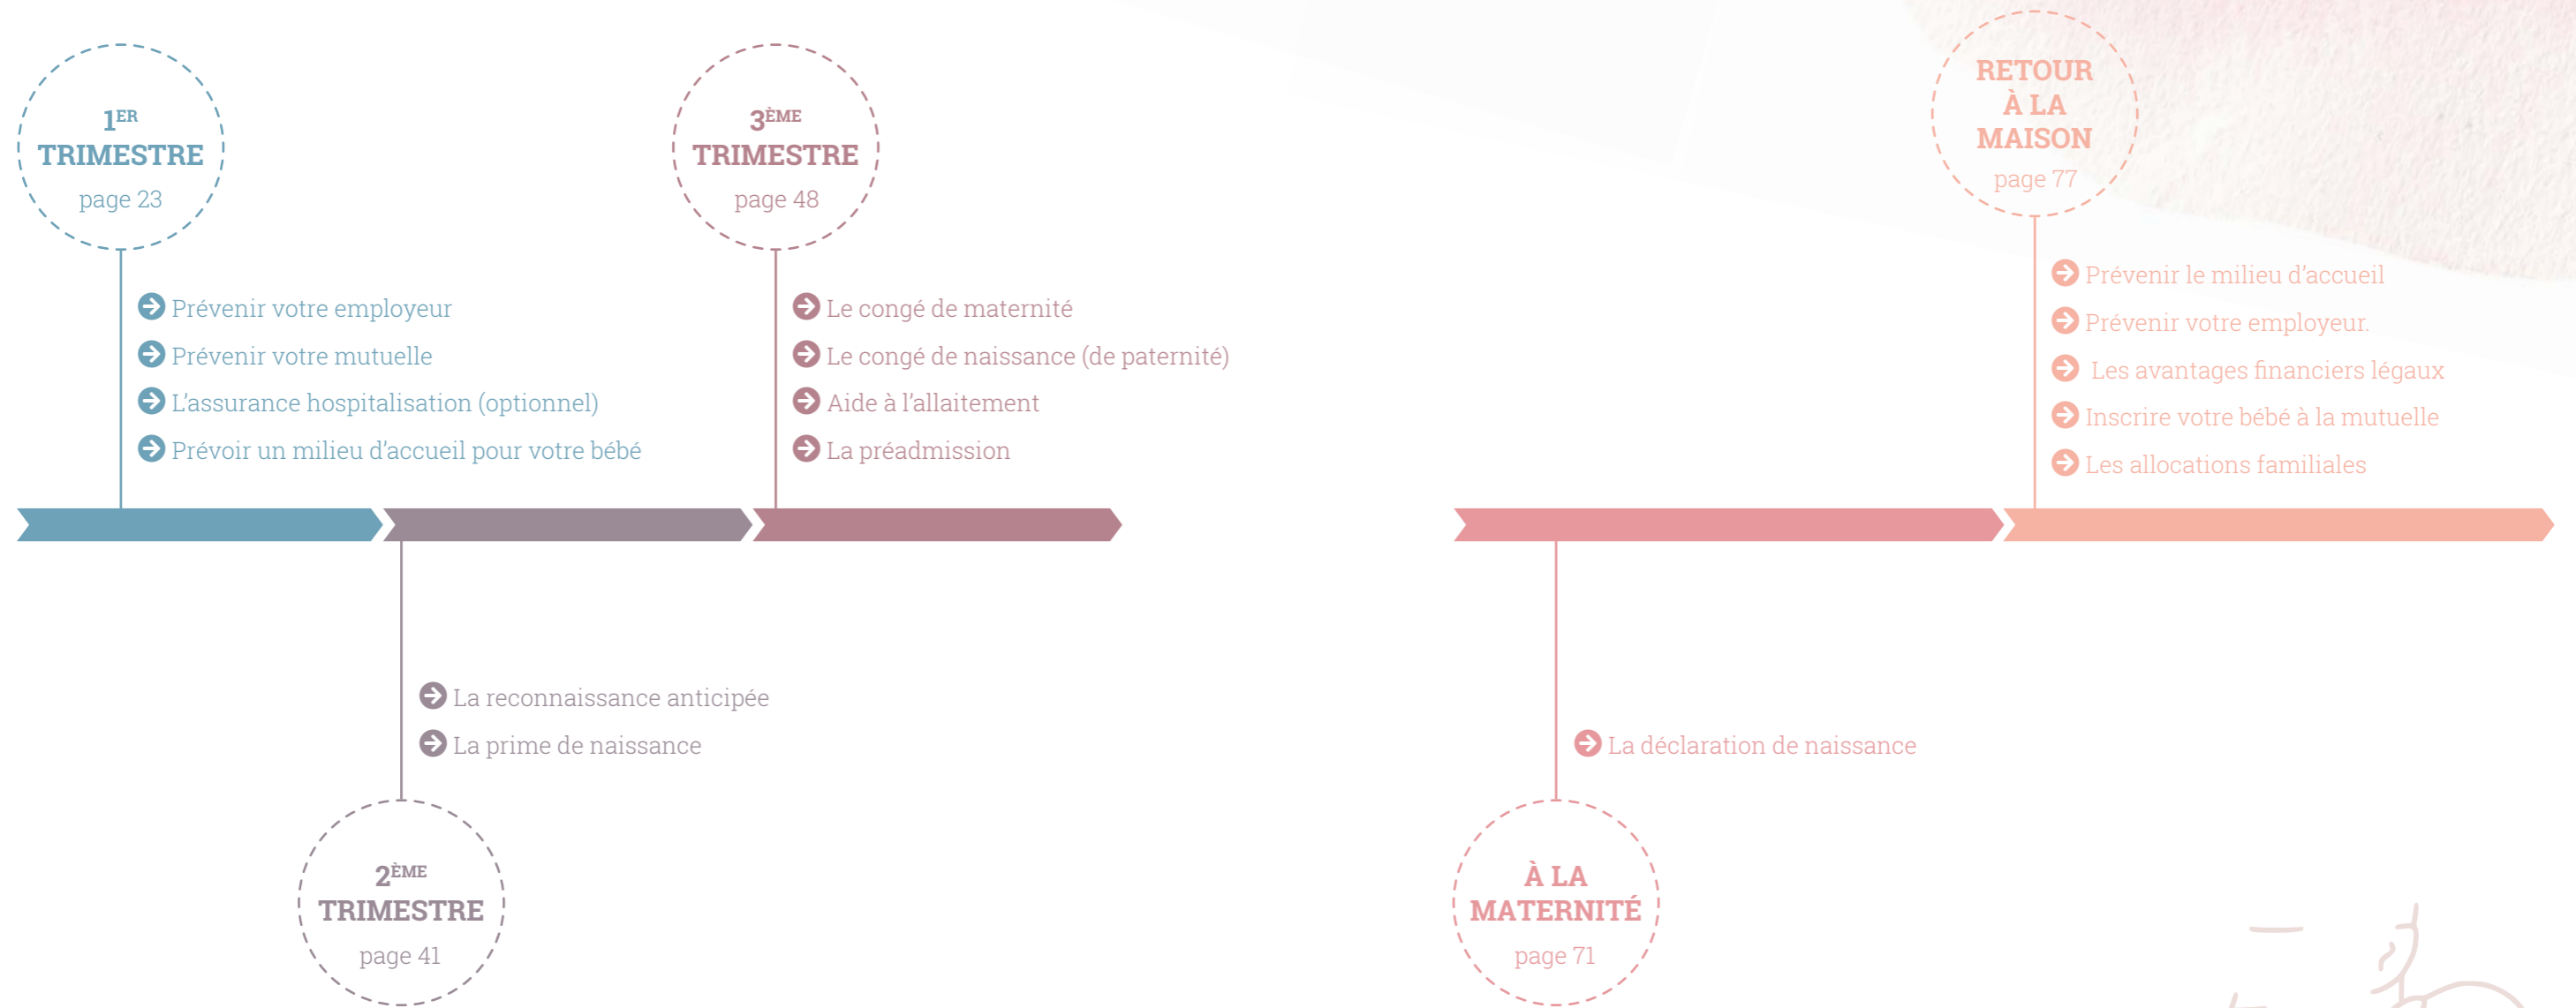 1ER
TRIMESTRE
page 23
Prévenir votre employeur
Prévenir votre mutuelle
L’assurance hospitalisation (optionnel)
Prévoir un milieu d’accueil pour votre bébé
La reconnaissance anticipée
La prime de naissance
2ÈME
TRIMESTRE
page 41
3ÈME
TRIMESTRE
page 48
Le congé de maternité
Le congé de naissance (de paternité)
Aide à l’allaitement
La préadmission
La déclaration de naissance
À LA
MATERNITÉ
page 71
RETOUR
À LA
MAISON
page 77
Prévenir le milieu d’accueil
Prévenir votre employeur.
Les avantages financiers légaux
Inscrire votre bébé à la mutuelle
Les allocations familiales